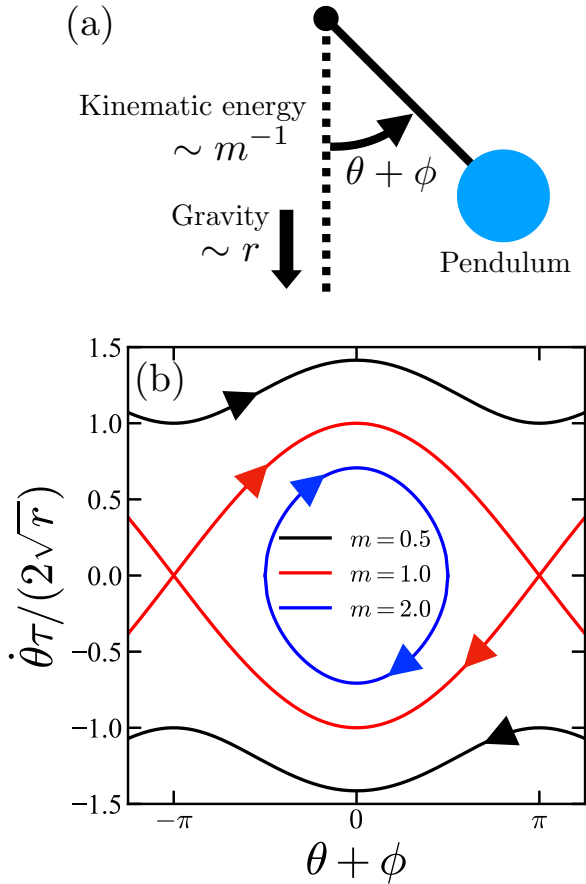 (a)
Kinematic energy
∼ m⁻¹
θ + ϕ
Gravity
∼ r
Pendulum
(b)
1.5
1.0
0.5
0.0
−0.5
−1.0
−1.5
θ̇τ/(2√r)
m = 0.5
m = 1.0
m = 2.0
−π 0 π
θ + ϕ